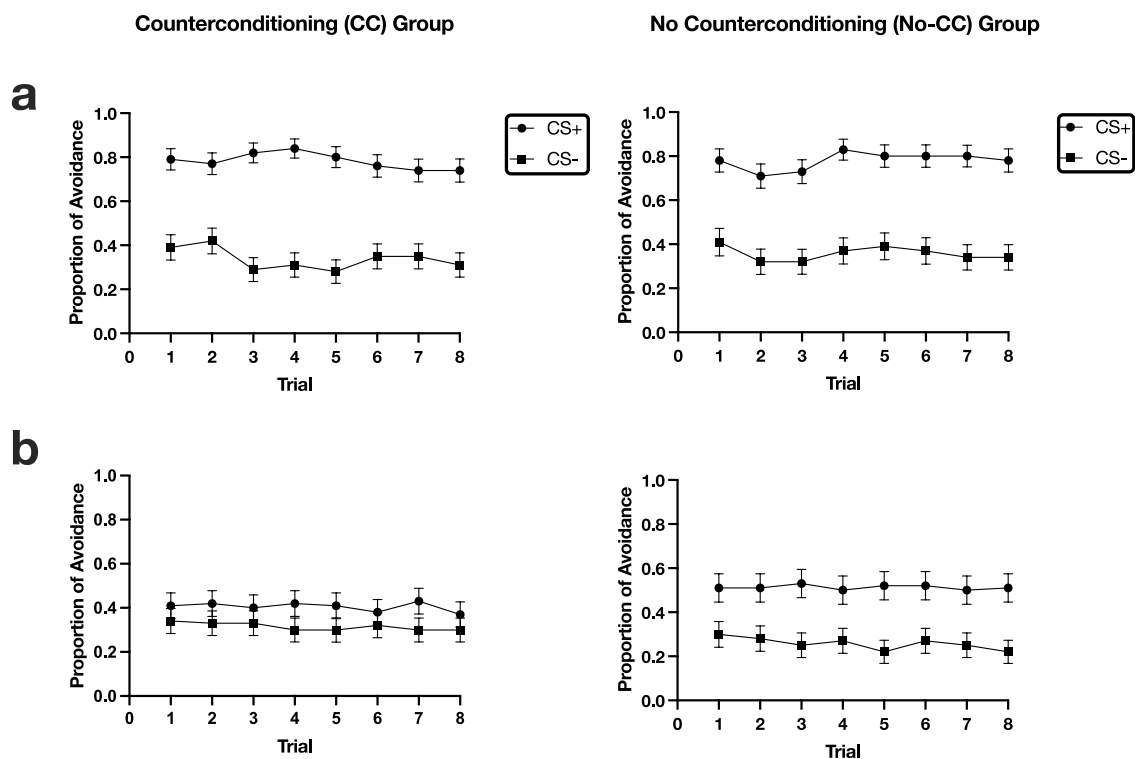 Counterconditioning (CC) Group
No Counterconditioning (No-CC) Group
a
Proportion of Avoidance
1.0
0.8
0.6
0.4
0.2
0.0
0 1 2 3 4 5 6 7 8
Trial
CS+
CS-
Proportion of Avoidance
1.0
0.8
0.6
0.4
0.2
0.0
0 1 2 3 4 5 6 7 8
Trial
CS+
CS-
b
Proportion of Avoidance
1.0
0.8
0.6
0.4
0.2
0.0
0 1 2 3 4 5 6 7 8
Trial
Proportion of Avoidance
1.0
0.8
0.6
0.4
0.2
0.0
0 1 2 3 4 5 6 7 8
Trial